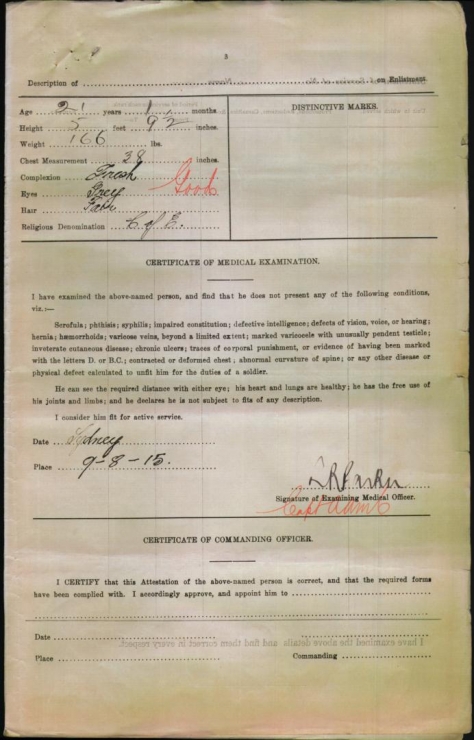 3
Description of on Enlistment
Age 21 years 1 months
Height 5 feet 9½ inches.
Weight 166 lbs.
Chest Measurement 38 inches.
Complexion Fresh
Good
Eyes Grey
Hair Fair
Religious Denomination C of E.
DISTINCTIVE MARKS.
CERTIFICATE OF MEDICAL EXAMINATION.
I have examined the above-named person, and find that he does not present any of the following conditions,
viz.:—
Scrofula; phthisis; syphilis; impaired constitution; defective intelligence; defects of vision, voice, or hearing;
hernia; hæmorrhoids; varicose veins, beyond a limited extent; marked varicocele with unusually pendent testicle;
inveterate cutaneous disease; chronic ulcers; traces of corporal punishment, or evidence of having been marked
with the letters D. or B.C.; contracted or deformed chest, abnormal curvature of spine; or any other disease or
physical defect calculated to unfit him for the duties of a soldier.
He can see the required distance with either eye; his heart and lungs are healthy; he has the free use of
his joints and limbs; and he declares he is not subject to fits of any description.
I consider him fit for active service.
Date Sydney
Place 9-8-15.
Signature of Examining Medical Officer.
Capt
CERTIFICATE OF COMMANDING OFFICER.
I CERTIFY that this Attestation of the above-named person is correct, and that the required forms
have been complied with. I accordingly approve, and appoint him to
Date
Place Commanding